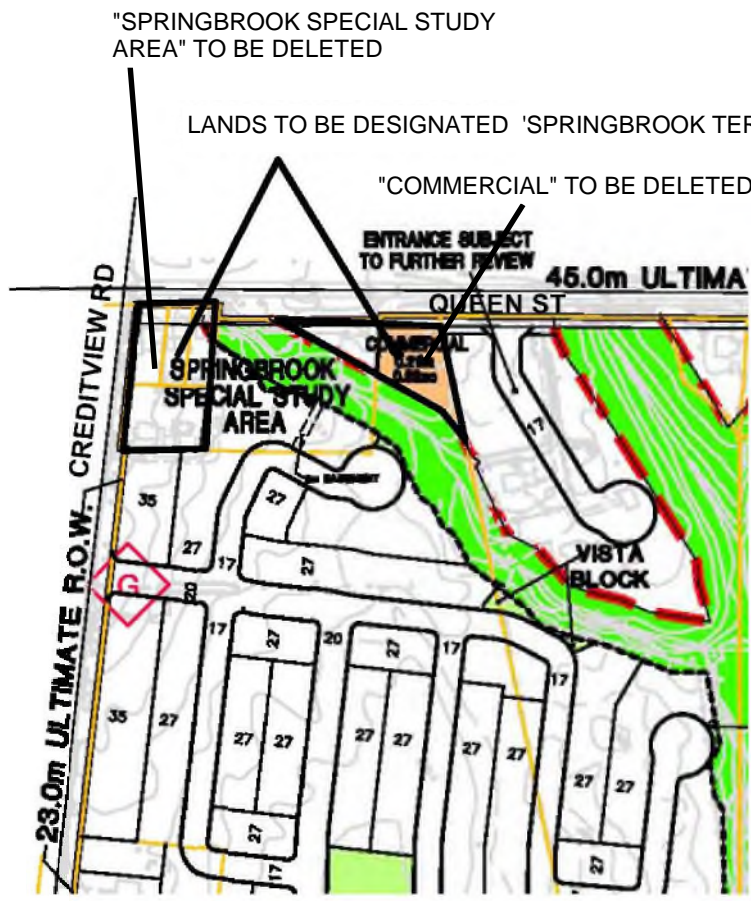 "SPRINGBROOK SPECIAL STUDY
AREA" TO BE DELETED
LANDS TO BE DESIGNATED 'SPRINGBROOK TER
"COMMERCIAL" TO BE DELETED
ENTRANCE SUBJECT
TO FURTHER REVIEW
45.0m ULTIMA
QUEEN ST
COMMERCIAL
SPRINGBROOK
SPECIAL STUDY
AREA
CREDITVIEW RD
23.0m ULTIMATE R.O.W.
17
35
27
27
EASEMENT
17
27
20
G
VISTA
BLOCK
17
27
20
27
17
17
35
27
27
27
27
27
27
27
27
27
27
17
27